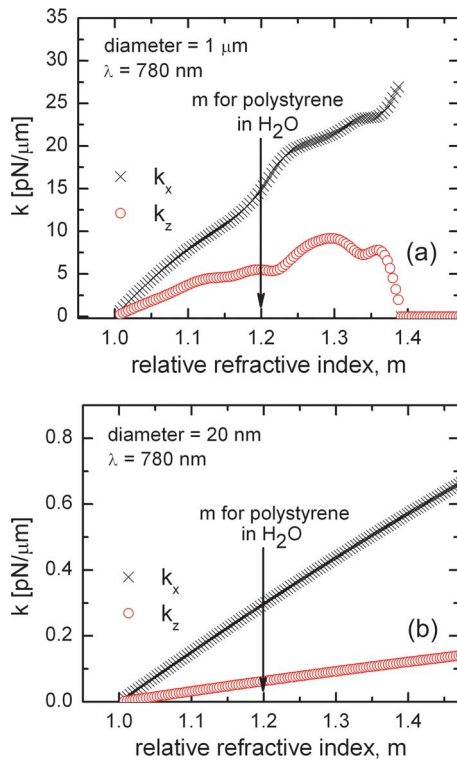 35
30
25
20
15
10
5
0
k [pN/μm]
diameter = 1 μm
λ = 780 nm
m for polystyrene
in H₂O
× kₓ
○ k_z
(a)
1.0 1.1 1.2 1.3 1.4
relative refractive index, m
0.8
0.6
0.4
0.2
0.0
k [pN/μm]
diameter = 20 nm
λ = 780 nm
m for polystyrene
in H₂O
× kₓ
○ k_z
(b)
1.0 1.1 1.2 1.3 1.4
relative refractive index, m